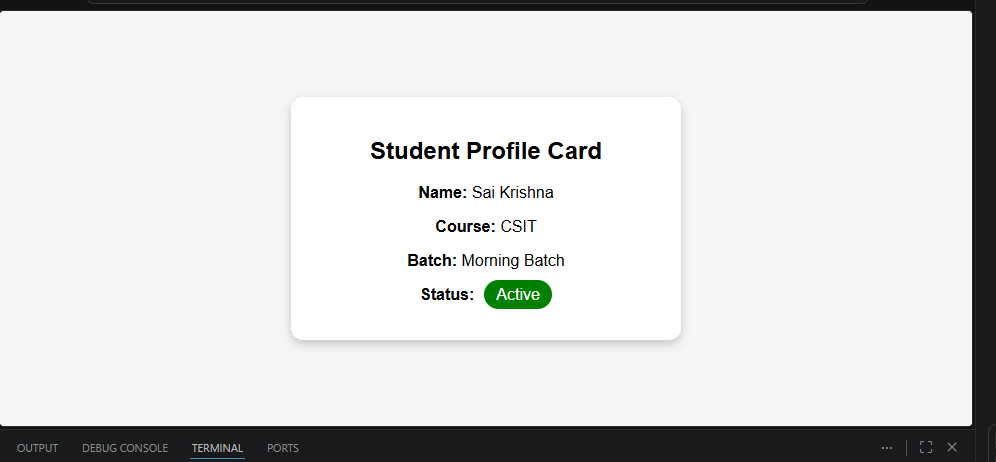 Student Profile Card
Name: Sai Krishna
Course: CSIT
Batch: Morning Batch
Status: Active
OUTPUT DEBUG CONSOLE TERMINAL PORTS